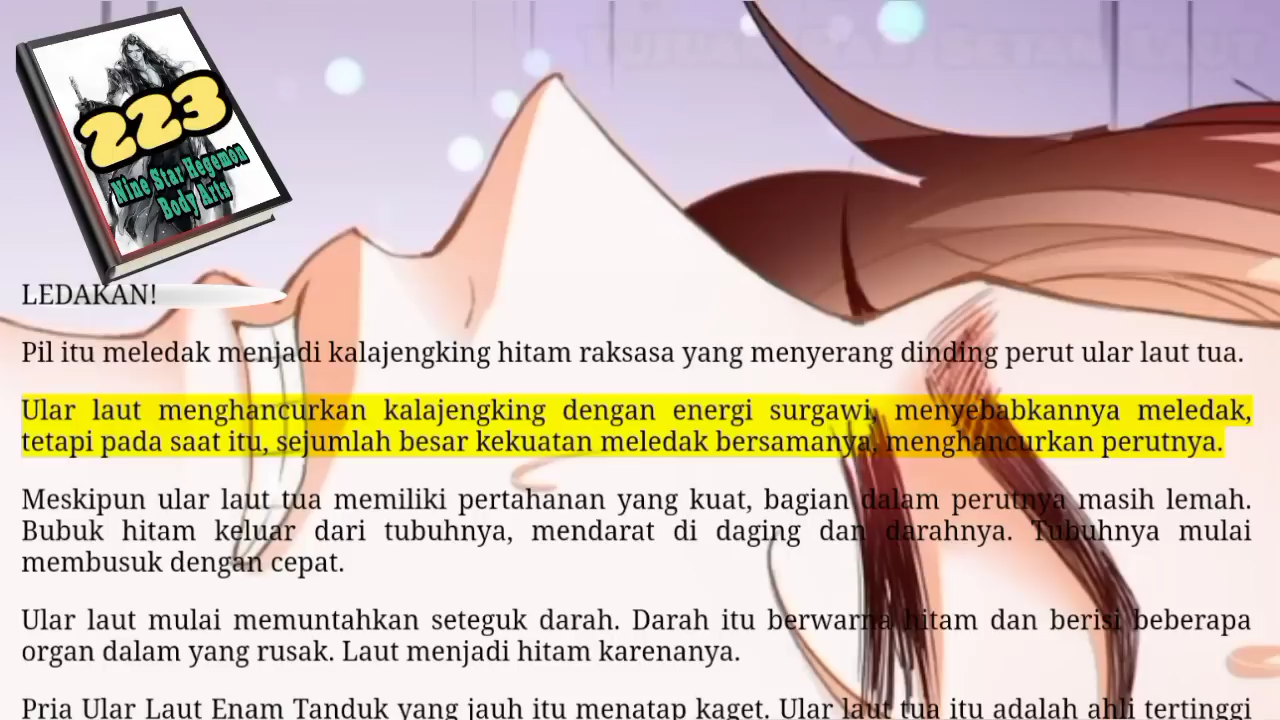 223
Nine Star Hegemon
Body Arts
LEDAKAN!
Pil itu meledak menjadi kalajengking hitam raksasa yang menyerang dinding perut ular laut tua.
Ular laut menghancurkan kalajengking dengan energi surgawi, menyebabkannya meledak,
tetapi pada saat itu, sejumlah besar kekuatan meledak bersamanya, menghancurkan perutnya.
Meskipun ular laut tua memiliki pertahanan yang kuat, bagian dalam perutnya masih lemah.
Bubuk hitam keluar dari tubuhnya, mendarat di daging dan darahnya. Tubuhnya mulai
membusuk dengan cepat.
Ular laut mulai memuntahkan seteguk darah. Darah itu berwarna hitam dan berisi beberapa
organ dalam yang rusak. Laut menjadi hitam karenanya.
Pria Ular Laut Enam Tanduk yang jauh itu menatap kaget. Ular laut tua itu adalah ahli tertinggi